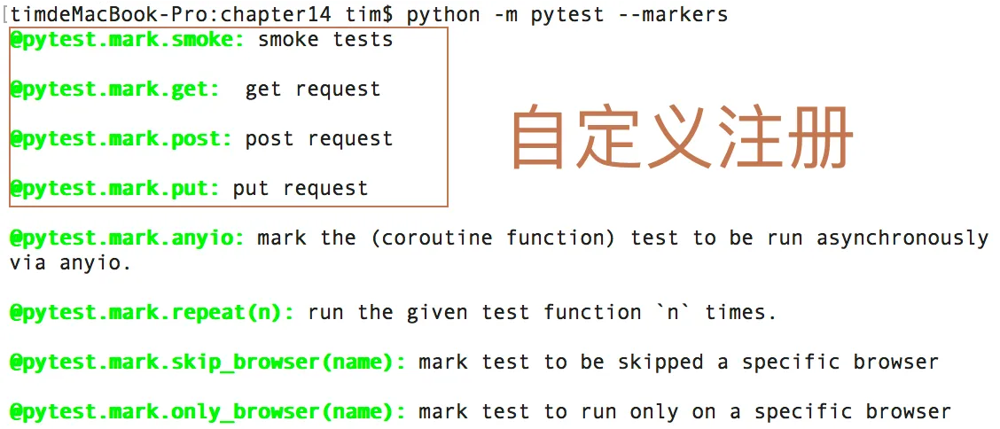 [timdeMacBook-Pro:chapter14 tim$ python -m pytest --markers
@pytest.mark.smoke: smoke tests
@pytest.mark.get:  get request
@pytest.mark.post: post request
@pytest.mark.put: put request
自定义注册
@pytest.mark.anyio: mark the (coroutine function) test to be run asynchronously
via anyio.
@pytest.mark.repeat(n): run the given test function `n` times.
@pytest.mark.skip_browser(name): mark test to be skipped a specific browser
@pytest.mark.only_browser(name): mark test to run only on a specific browser